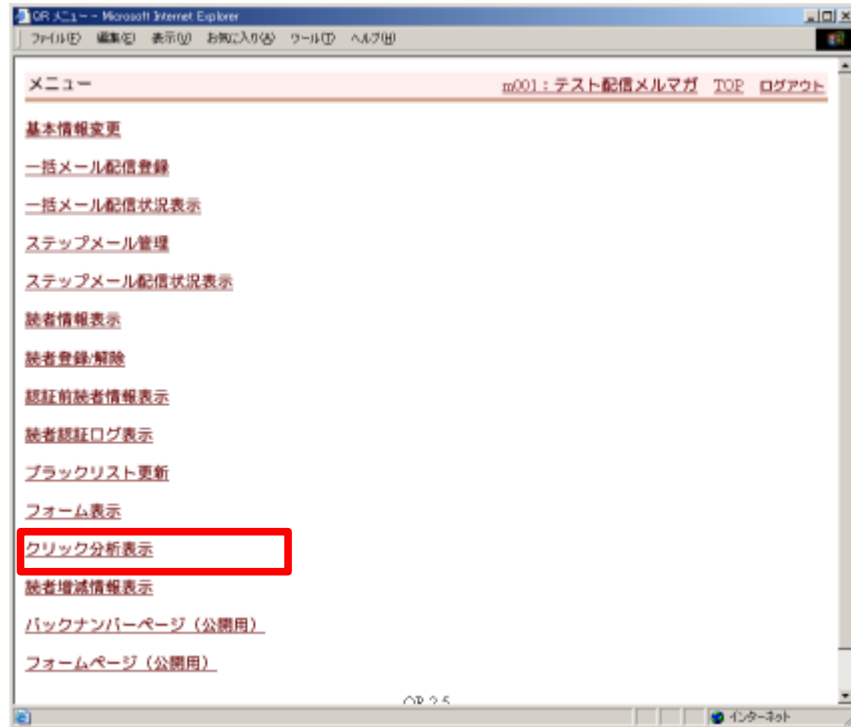 QR メニュー - Microsoft Internet Explorer
ファイル(F) 編集(E) 表示(V) お気に入り(A) ツール(T) ヘルプ(H)
メニュー m001：テスト配信メルマガ TOP ログアウト
基本情報変更
一括メール配信登録
一括メール配信状況表示
ステップメール管理
ステップメール配信状況表示
読者情報表示
読者登録/解除
認証前読者情報表示
読者認証ログ表示
ブラックリスト更新
フォーム表示
クリック分析表示
読者増減情報表示
バックナンバーページ（公開用）
フォームページ（公開用）
インターネット